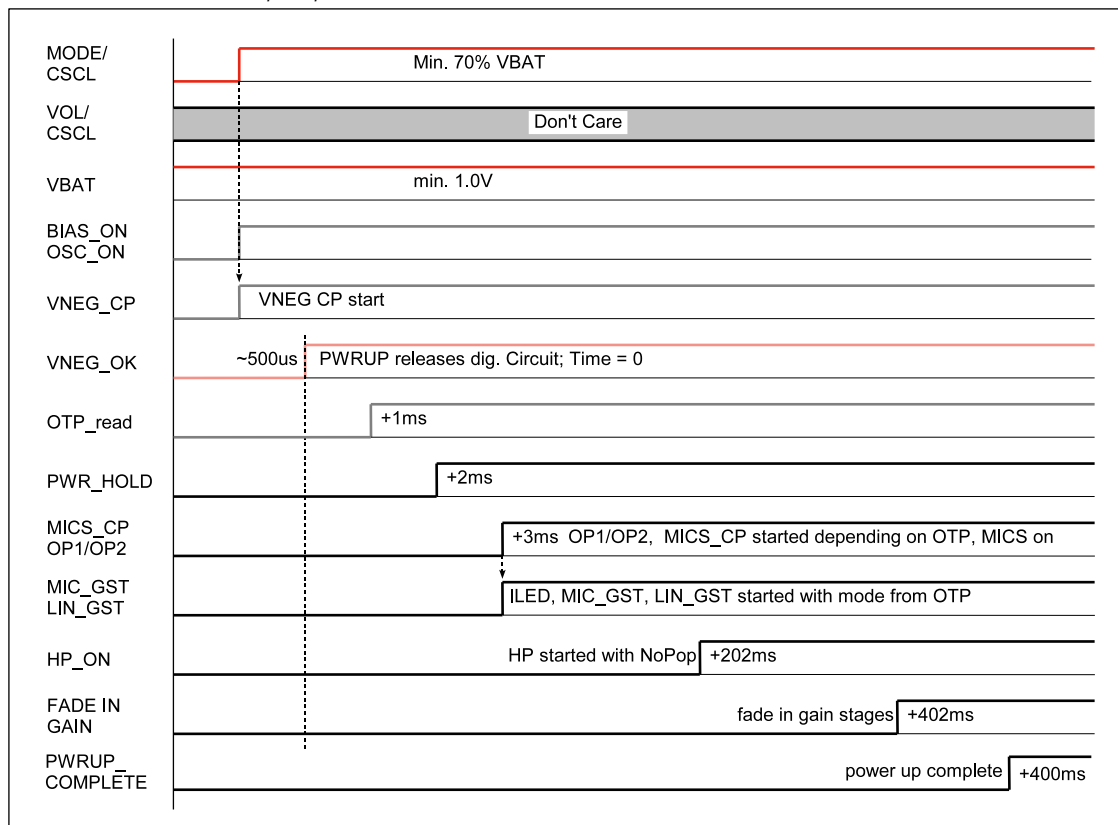 MODE/
CSCL
Min. 70% VBAT
VOL/
CSCL
Don't Care
VBAT
min. 1.0V
BIAS_ON
OSC_ON
VNEG_CP
VNEG CP start
VNEG_OK
~500us
PWRUP releases dig. Circuit; Time = 0
OTP_read
+1ms
PWR_HOLD
+2ms
MICS_CP
OP1/OP2
+3ms OP1/OP2, MICS_CP started depending on OTP, MICS on
MIC_GST
LIN_GST
ILED, MIC_GST, LIN_GST started with mode from OTP
HP_ON
HP started with NoPop
+202ms
FADE IN
GAIN
fade in gain stages
+402ms
PWRUP_
COMPLETE
power up complete
+400ms